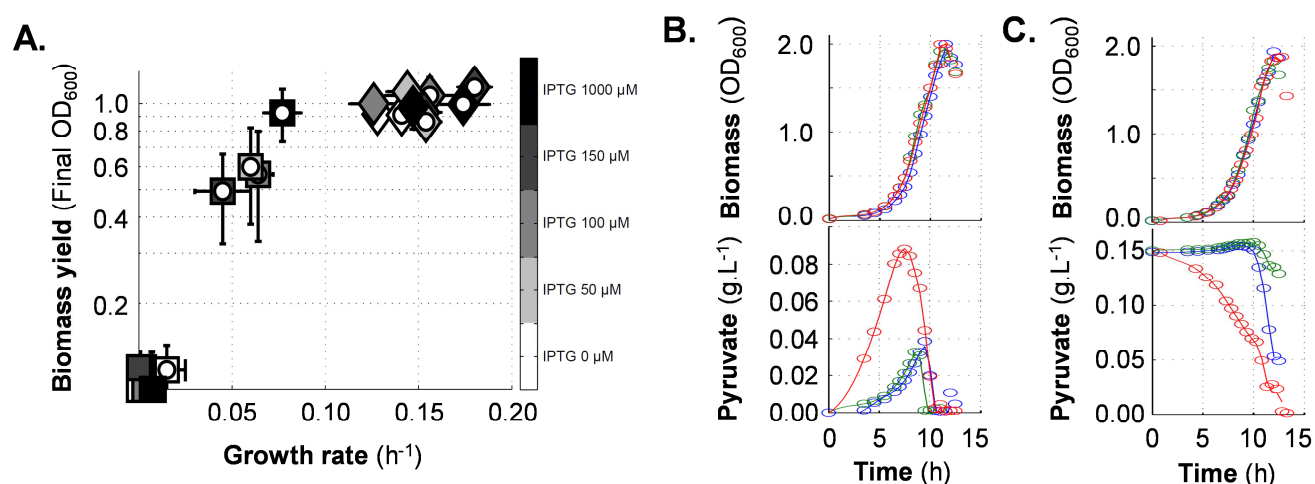 A.
Biomass yield (Final OD600)
1.0
0.8
0.6
0.4
0.2
0.05 0.10 0.15 0.20
Growth rate (h-1)
IPTG 1000 µM
IPTG 150 µM
IPTG 100 µM
IPTG 50 µM
IPTG 0 µM
B.
Biomass (OD600)
2.0
1.0
0.0
Pyruvate (g.L-1)
0.08
0.06
0.04
0.02
0.00
0 5 10 15
Time (h)
C.
Biomass (OD600)
2.0
1.0
0.0
Pyruvate (g.L-1)
0.15
0.10
0.05
0.00
0 5 10 15
Time (h)